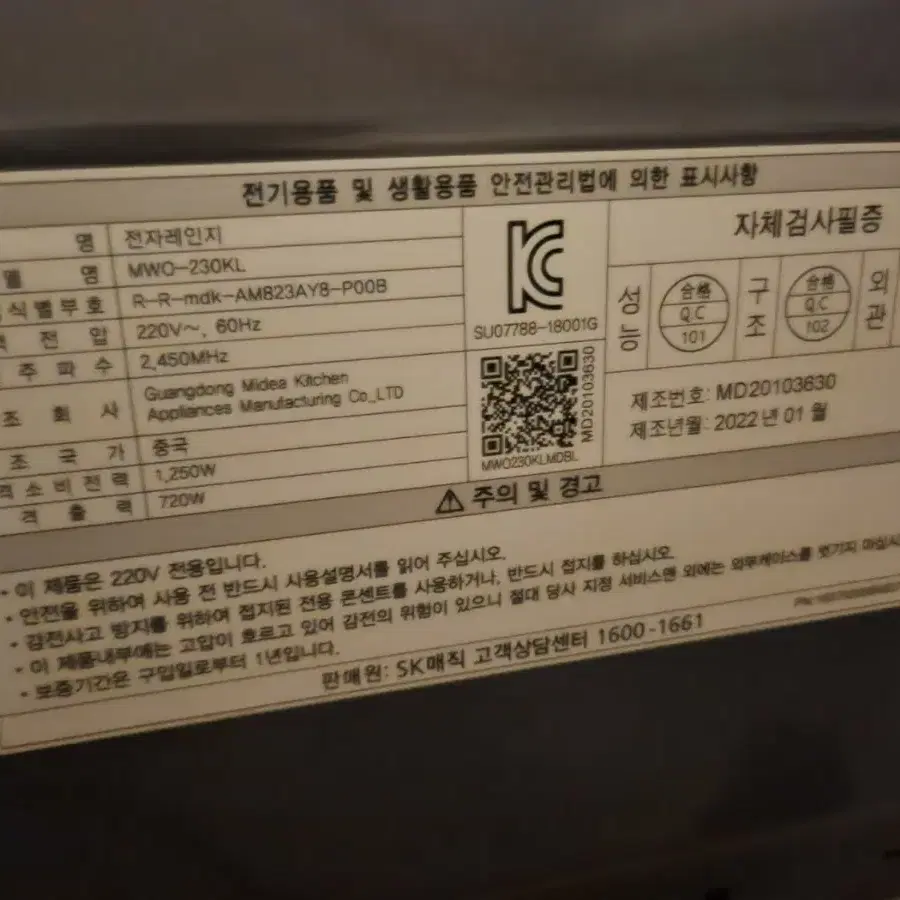 전기용품 및 생활용품 안전관리법에 의한 표시사항
명 전자레인지
델 명 MWO-230KL
식별부호 R-R-mdk-AM823AY8-P00B
격 전 압 220V~, 60Hz
주 파 수 2,450MHz
조 회 사 Guangdong Midea Kitchen
Appliances Manufacturing Co.,LTD
조 국 가 중국
격소비전력 1,250W
격 출 력 720W
SU07788-18001G
MD20103630
MWO230KLMDBL
자체검사필증
성능 合格 Q.C 101
구조 合格 Q.C 102
외관
제조번호: MD20103630
제조년월: 2022년 01월
⚠ 주의 및 경고
• 이 제품은 220V 전용입니다.
• 안전을 위하여 사용 전 반드시 사용설명서를 읽어 주십시오.
• 감전사고 방지를 위하여 접지된 전용 콘센트를 사용하거나, 반드시 접지를 하십시오.
• 이 제품내부에는 고압이 흐르고 있어 감전의 위험이 있으니 절대 당사 지정 서비스맨 외에는 외부케이스를 벗기지 마십시
• 보증기간은 구입일로부터 1년입니다.
판매원: SK매직 고객상담센터 1600-1661